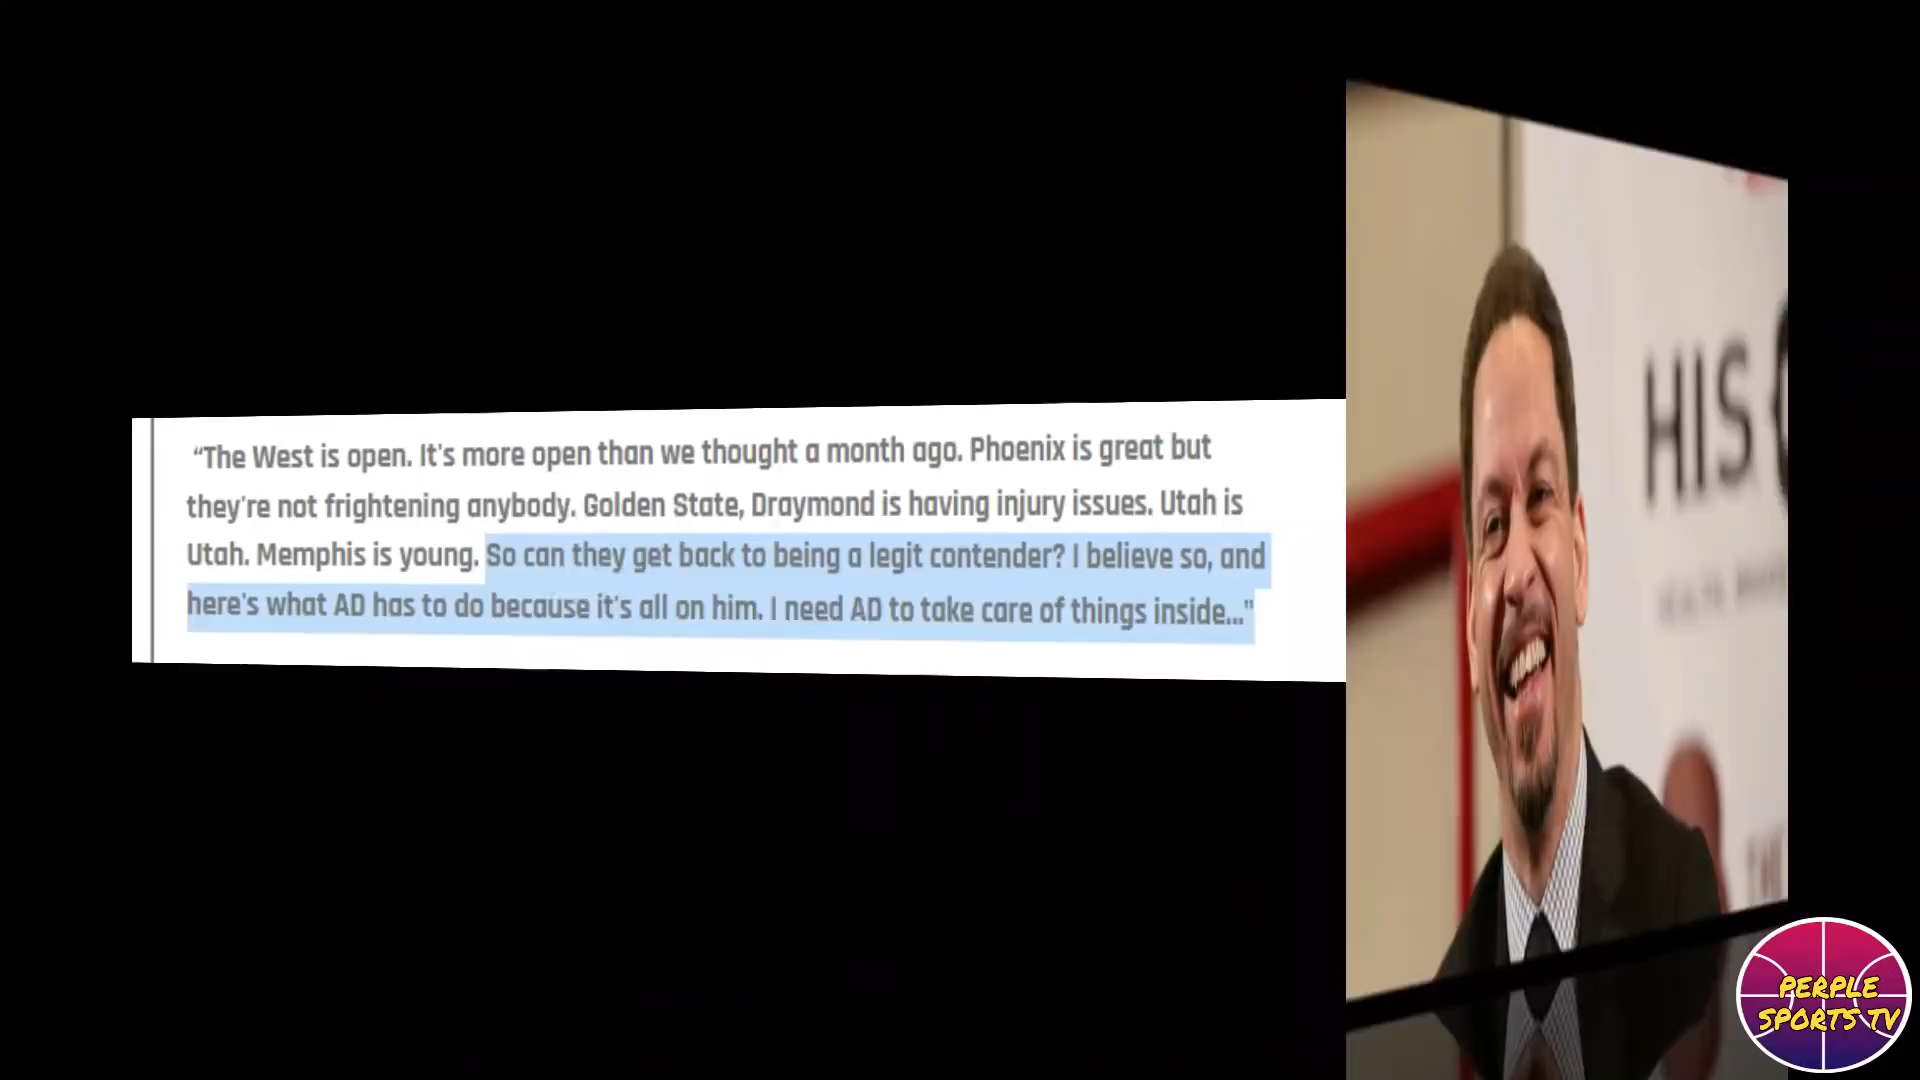 “The West is open. It's more open than we thought a month ago. Phoenix is great but
they're not frightening anybody. Golden State, Draymond is having injury issues. Utah is
Utah. Memphis is young. So can they get back to being a legit contender? I believe so, and
here's what AD has to do because it's all on him. I need AD to take care of things inside..."
HIS
THE
PERPLE
SPORTS TV